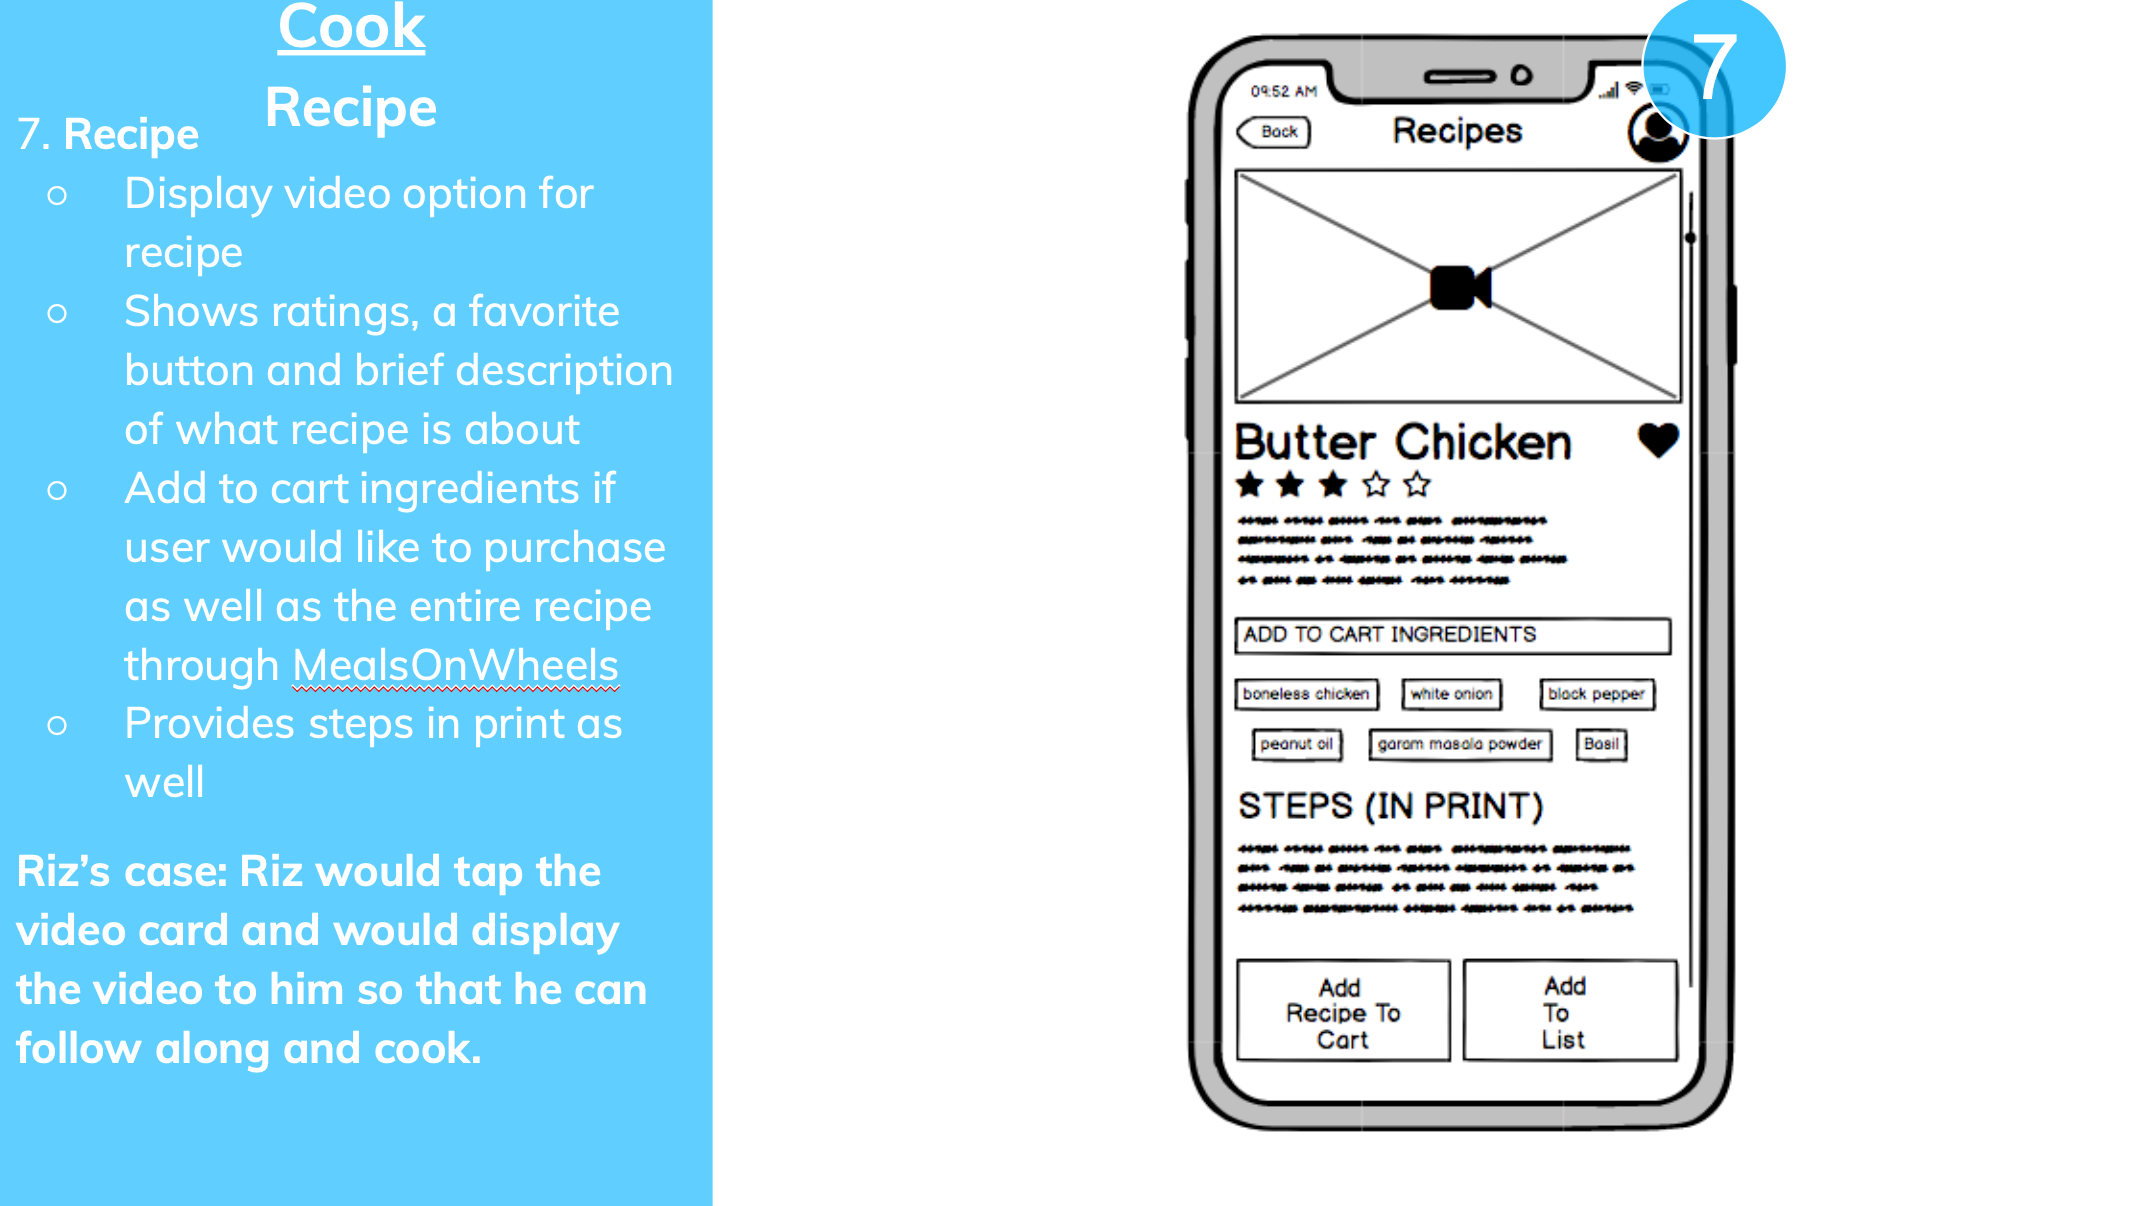 Cook
Recipe
7. Recipe
○ Display video option for
recipe
○ Shows ratings, a favorite
button and brief description
of what recipe is about
○ Add to cart ingredients if
user would like to purchase
as well as the entire recipe
through MealsOnWheels
○ Provides steps in print as
well
Riz’s case: Riz would tap the
video card and would display
the video to him so that he can
follow along and cook.
7
09:52 AM
Back
Recipes
Butter Chicken
ADD TO CART INGREDIENTS
boneless chicken white onion black pepper
peanut oil garam masala powder Basil
STEPS (IN PRINT)
Add
Recipe To
Cart
Add
To
List